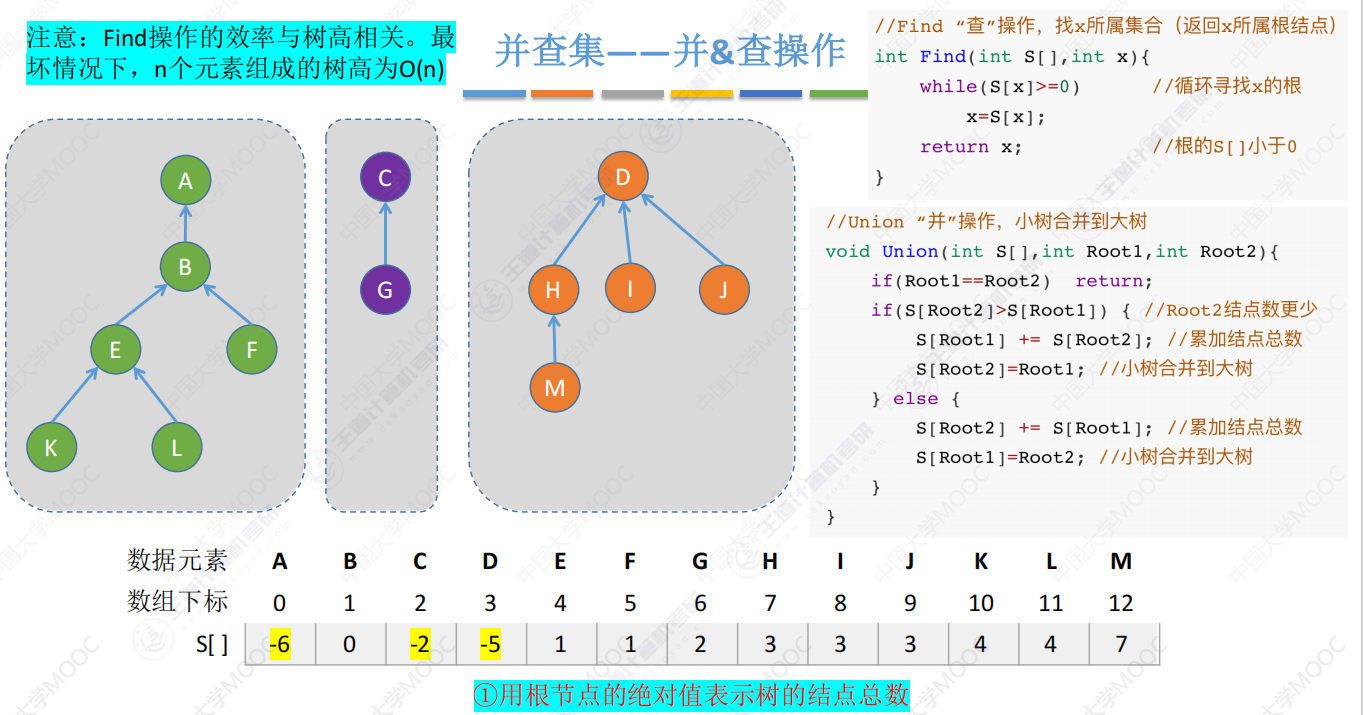 注意：Find操作的效率与树高相关。最
坏情况下，n个元素组成的树高为O(n)
并查集——并&查操作
//Find “查”操作，找x所属集合（返回x所属根结点）
int Find(int S[],int x){
while(S[x]>=0) //循环寻找x的根
x=S[x];
return x; //根的S[]小于0
}
//Union “并”操作，小树合并到大树
void Union(int S[],int Root1,int Root2){
if(Root1==Root2) return;
if(S[Root2]>S[Root1]) { //Root2结点数更少
S[Root1] += S[Root2]; //累加结点总数
S[Root2]=Root1; //小树合并到大树
} else {
S[Root2] += S[Root1]; //累加结点总数
S[Root1]=Root2; //小树合并到大树
}
}
A
B
E
F
K
L
C
G
D
H
I
J
M
数据元素 A B C D E F G H I J K L M
数组下标 0 1 2 3 4 5 6 7 8 9 10 11 12
S[ ] -6 0 -2 -5 1 1 2 3 3 3 4 4 7
①用根节点的绝对值表示树的结点总数
中国大学MOOC
王道计算机考研